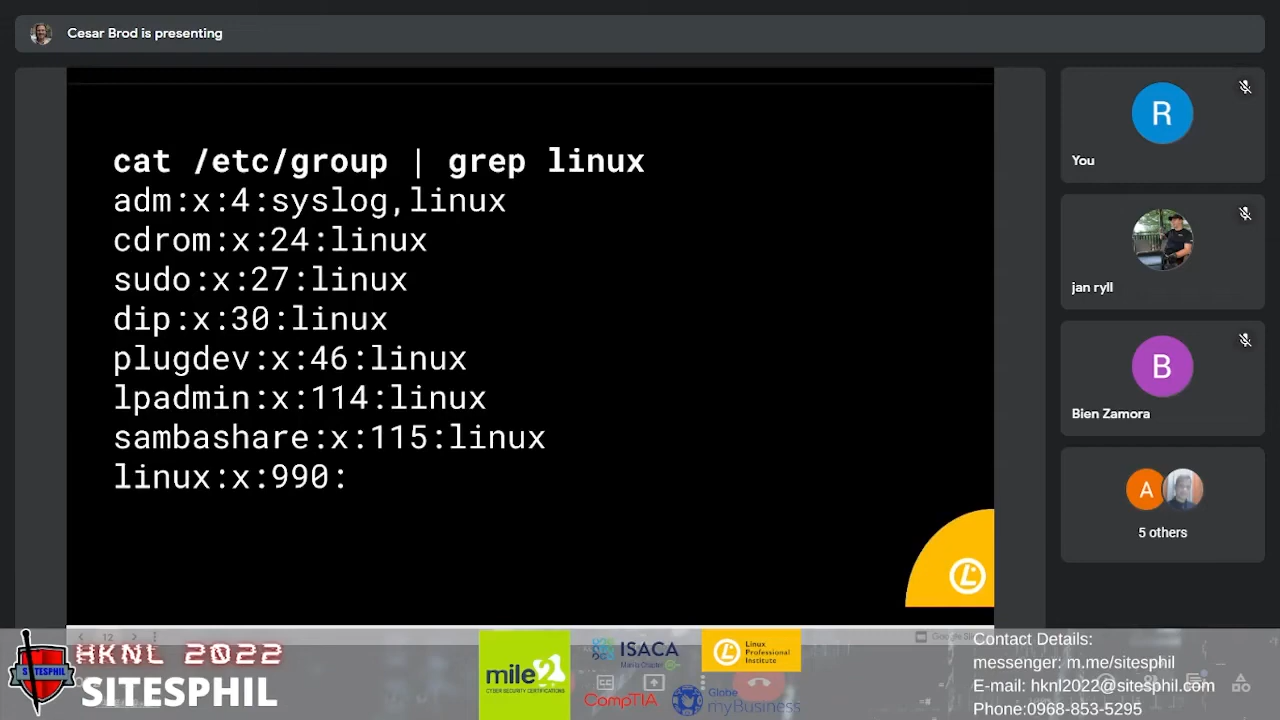 Cesar Brod is presenting
cat /etc/group | grep linux
adm:x:4:syslog,linux
cdrom:x:24:linux
sudo:x:27:linux
dip:x:30:linux
plugdev:x:46:linux
lpadmin:x:114:linux
sambashare:x:115:linux
linux:x:990:
R
You
jan ryll
B
Bien Zamora
A
5 others
12
HKNL 2022
SITESPHIL
SITESPHIL
mile2
CYBER SECURITY CERTIFICATIONS
ISACA
CompTIA
Linux
Professional
Institute
Globe
myBusiness
Contact Details:
messenger: m.me/sitesphil
E-mail: hknl2022@sitesphil.com
Phone:0968-853-5295